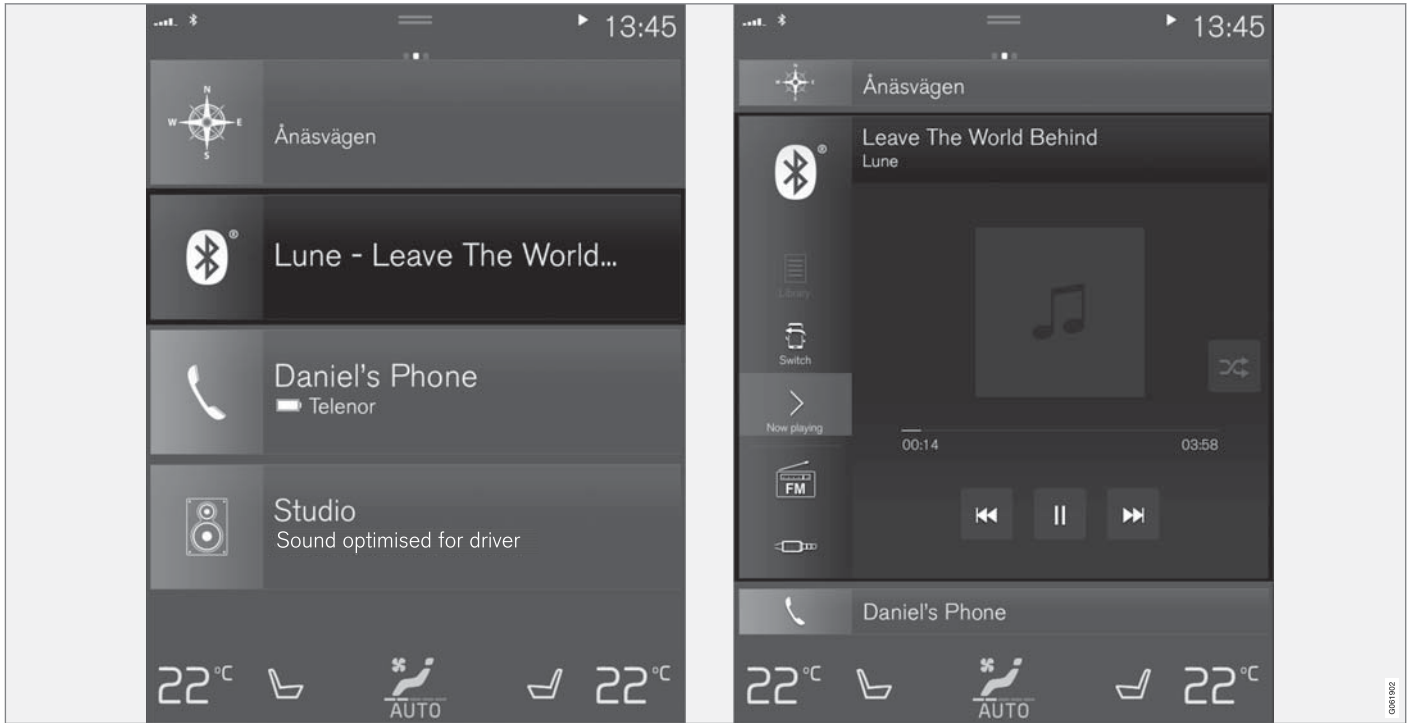 13:45
N
W E
S
Ånäsvägen
®
Lune - Leave The World...
Daniel's Phone
Telenor
Studio
Sound optimised for driver
22°C
AUTO
22°C
13:45
Ånäsvägen
®
Leave The World Behind
Lune
Library
Switch
Now playing
00:14
03:58
FM
Daniel's Phone
22°C
AUTO
22°C
G061902